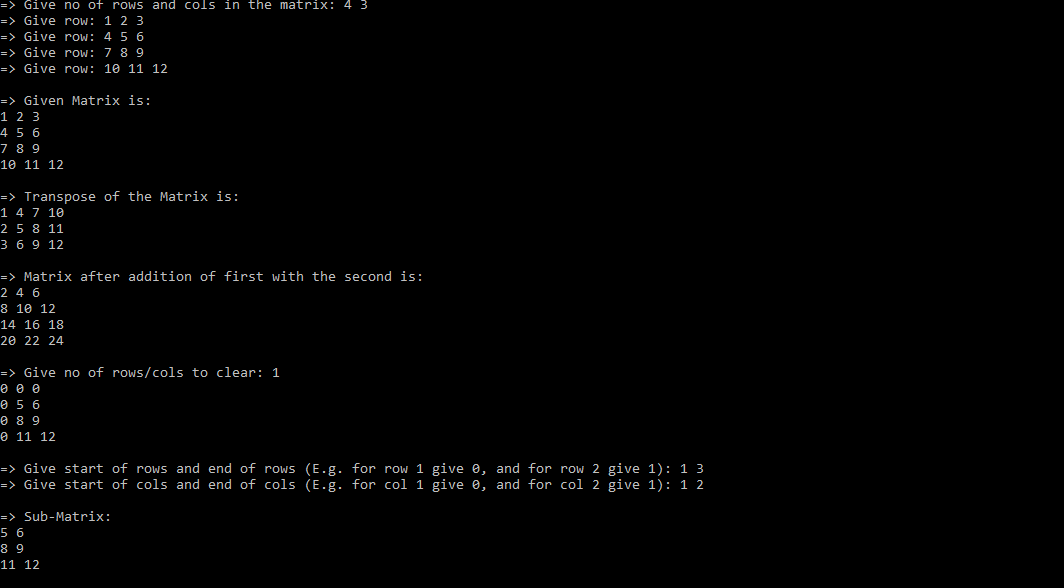 => Give no of rows and cols in the matrix: 4 3
=> Give row: 1 2 3
=> Give row: 4 5 6
=> Give row: 7 8 9
=> Give row: 10 11 12
=> Given Matrix is:
1 2 3
4 5 6
7 8 9
10 11 12
=> Transpose of the Matrix is:
1 4 7 10
2 5 8 11
3 6 9 12
=> Matrix after addition of first with the second is:
2 4 6
8 10 12
14 16 18
20 22 24
=> Give no of rows/cols to clear: 1
0 0 0
0 5 6
0 8 9
0 11 12
=> Give start of rows and end of rows (E.g. for row 1 give 0, and for row 2 give 1): 1 3
=> Give start of cols and end of cols (E.g. for col 1 give 0, and for col 2 give 1): 1 2
=> Sub-Matrix:
5 6
8 9
11 12